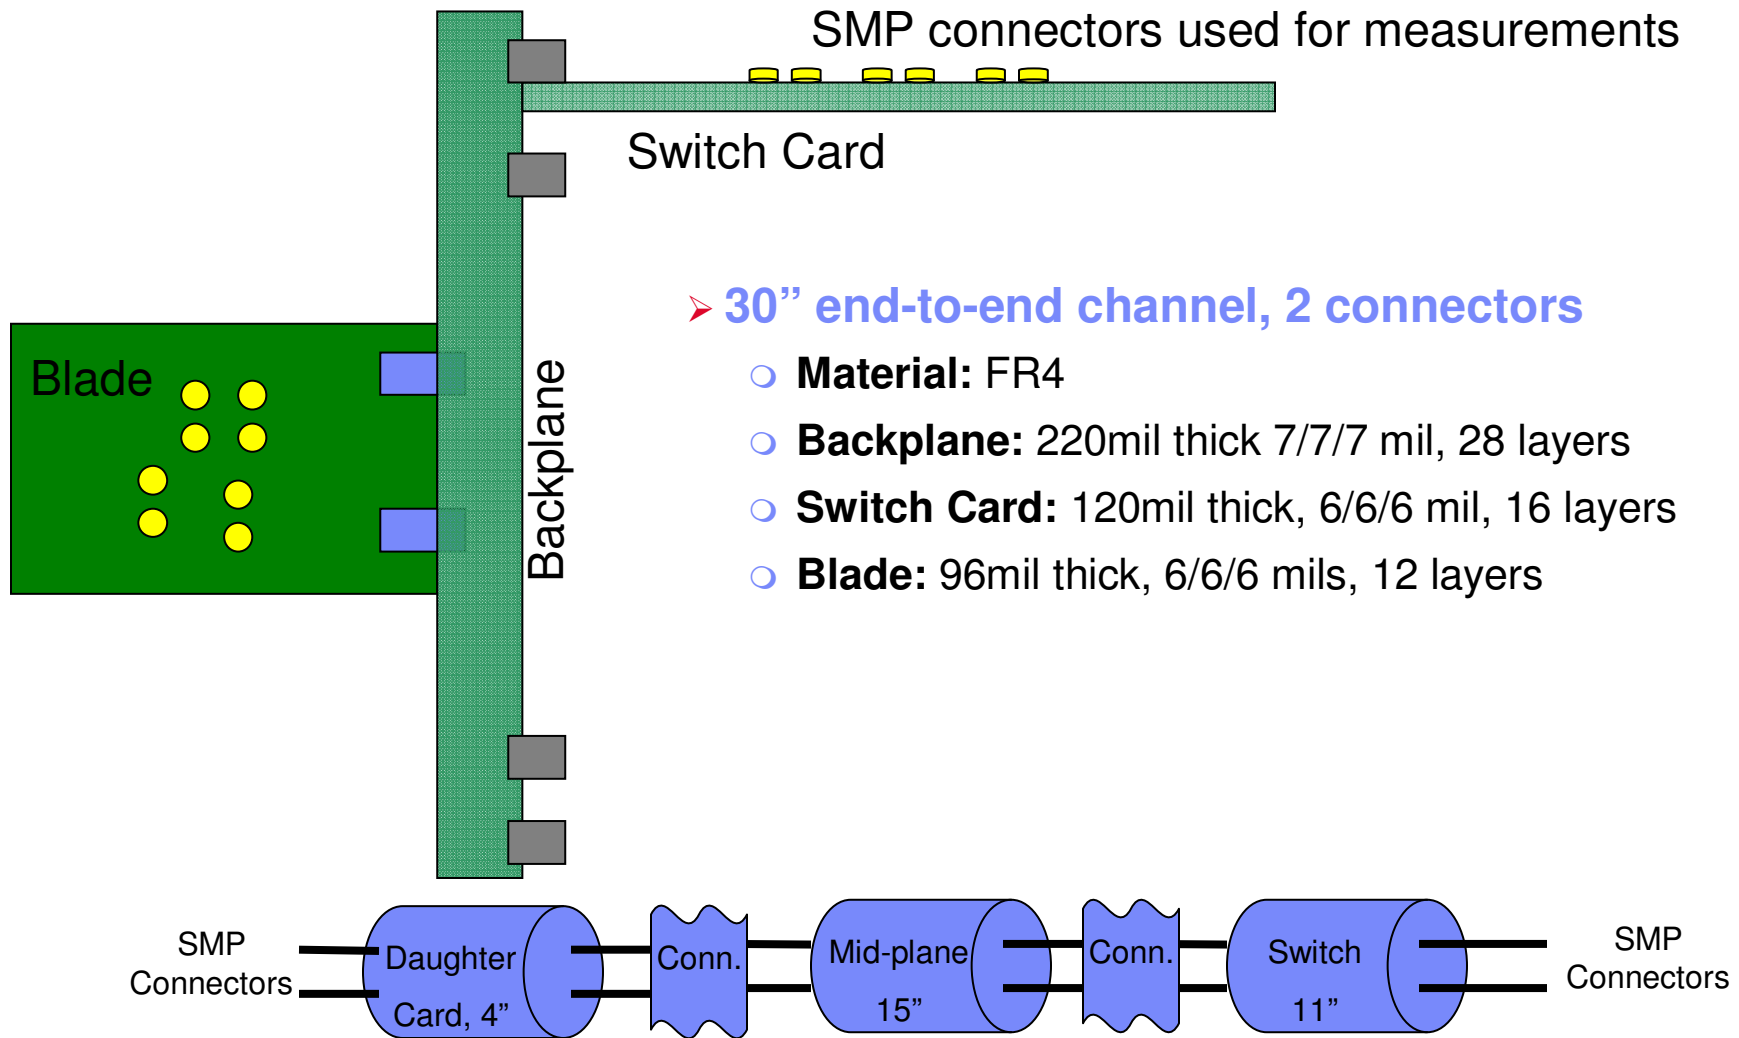 SMP connectors used for measurements
Switch Card
Blade
Backplane
30” end-to-end channel, 2 connectors
Material: FR4
Backplane: 220mil thick 7/7/7 mil, 28 layers
Switch Card: 120mil thick, 6/6/6 mil, 16 layers
Blade: 96mil thick, 6/6/6 mils, 12 layers
SMP
Connectors
Daughter
Card, 4”
Conn.
Mid-plane
15”
Conn.
Switch
11”
SMP
Connectors